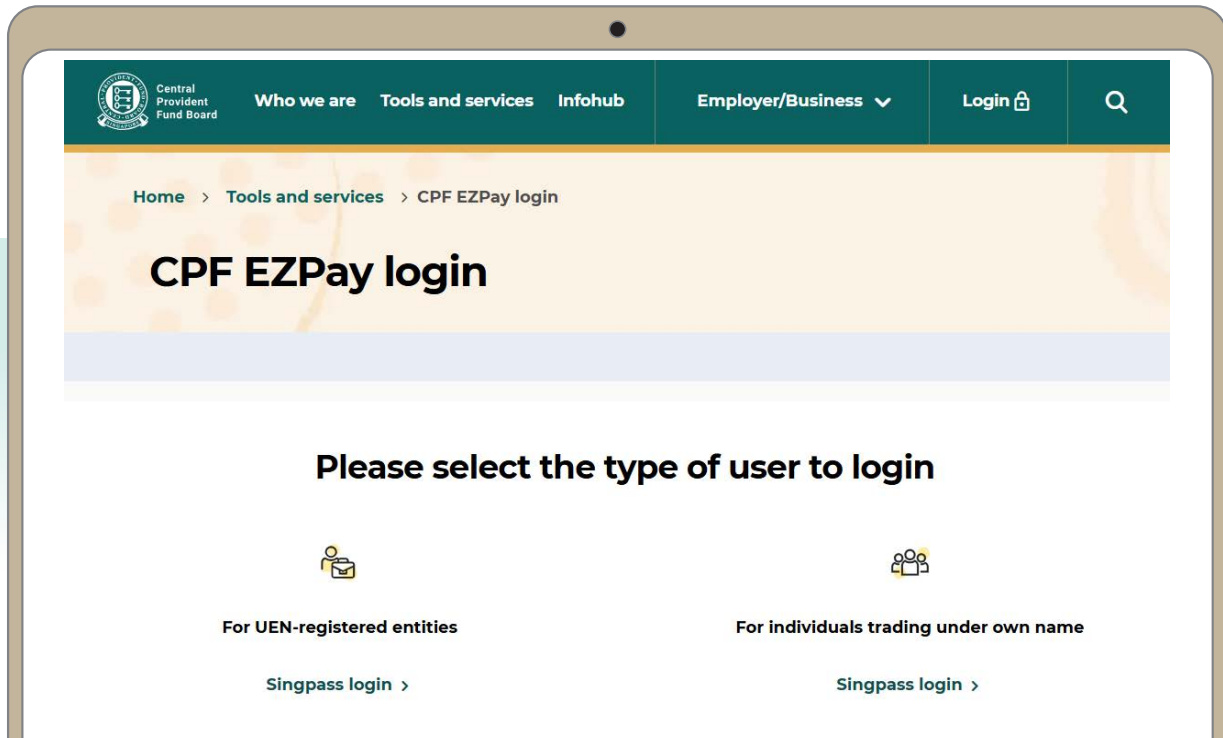 Central
Provident
Fund Board
Who we are Tools and services Infohub Employer/Business Login
Home > Tools and services > CPF EZPay login
CPF EZPay login
Please select the type of user to login
For UEN-registered entities For individuals trading under own name
Singpass login > Singpass login >